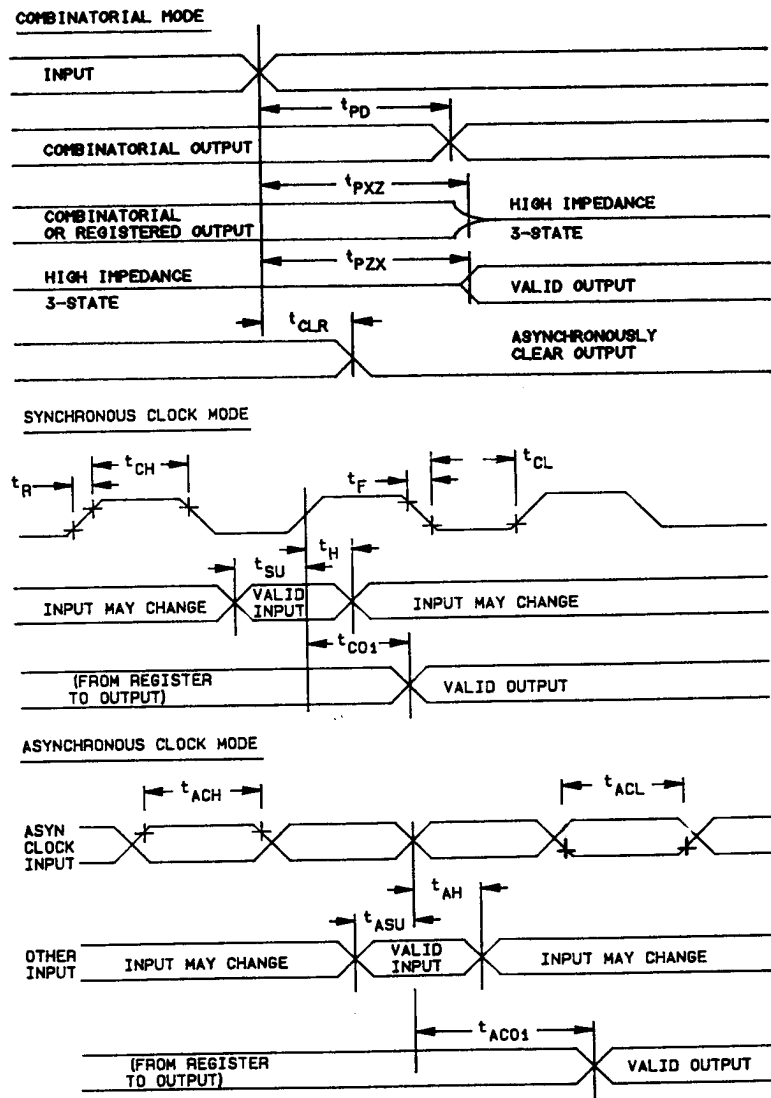 COMBINATORIAL MODE
INPUT
tPD
COMBINATORIAL OUTPUT
tPXZ
COMBINATORIAL
OR REGISTERED OUTPUT
HIGH IMPEDANCE
3-STATE
tPZX
HIGH IMPEDANCE
3-STATE
VALID OUTPUT
tCLR
ASYNCHRONOUSLY
CLEAR OUTPUT
SYNCHRONOUS CLOCK MODE
tR
tCH
tF
tCL
tH
tSU
INPUT MAY CHANGE
VALID
INPUT
INPUT MAY CHANGE
tCO1
(FROM REGISTER
TO OUTPUT)
VALID OUTPUT
ASYNCHRONOUS CLOCK MODE
tACH
tACL
ASYN
CLOCK
INPUT
tAH
tASU
OTHER
INPUT
INPUT MAY CHANGE
VALID
INPUT
INPUT MAY CHANGE
tACO1
(FROM REGISTER
TO OUTPUT)
VALID OUTPUT